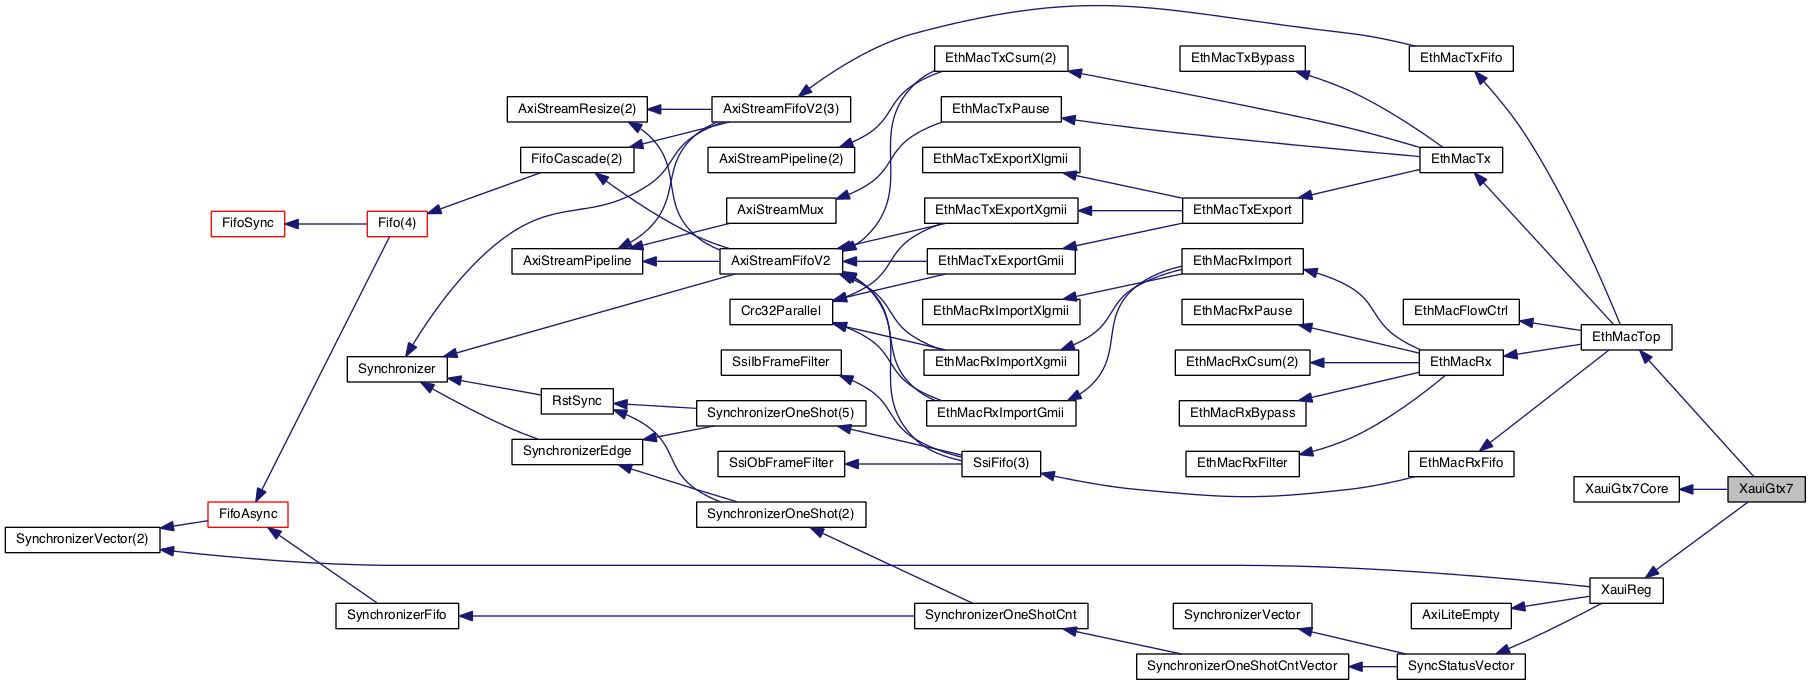 EthMacTxCsum(2)
EthMacTxBypass
EthMacTxFifo
AxiStreamResize(2)
AxiStreamFifoV2(3)
EthMacTxPause
FifoCascade(2)
AxiStreamPipeline(2)
EthMacTxExportXlgmii
EthMacTx
FifoSync
Fifo(4)
AxiStreamMux
EthMacTxExportXgmii
EthMacTxExport
AxiStreamPipeline
AxiStreamFifoV2
EthMacTxExportGmii
EthMacRxImport
Crc32Parallel
EthMacRxImportXlgmii
EthMacRxPause
EthMacFlowCtrl
EthMacTop
Synchronizer
SsiIbFrameFilter
EthMacRxImportXgmii
EthMacRxCsum(2)
EthMacRx
RstSync
SynchronizerOneShot(5)
EthMacRxImportGmii
EthMacRxBypass
SynchronizerEdge
SsiObFrameFilter
SsiFifo(3)
EthMacRxFilter
EthMacRxFifo
XauiGtx7Core
XauiGtx7
FifoAsync
SynchronizerOneShot(2)
SynchronizerVector(2)
XauiReg
SynchronizerFifo
SynchronizerOneShotCnt
SynchronizerVector
AxiLiteEmpty
SynchronizerOneShotCntVector
SyncStatusVector